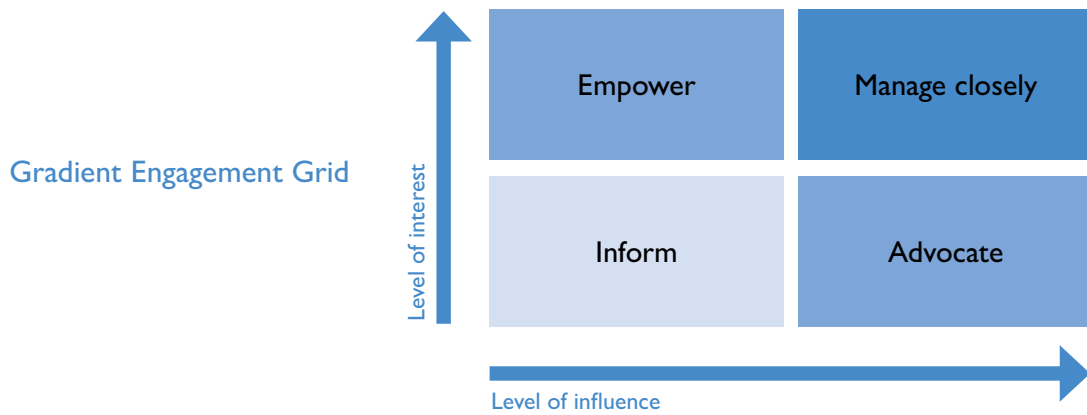 Empower
Manage closely
Gradient Engagement Grid
Level of interest
Inform
Advocate
Level of influence